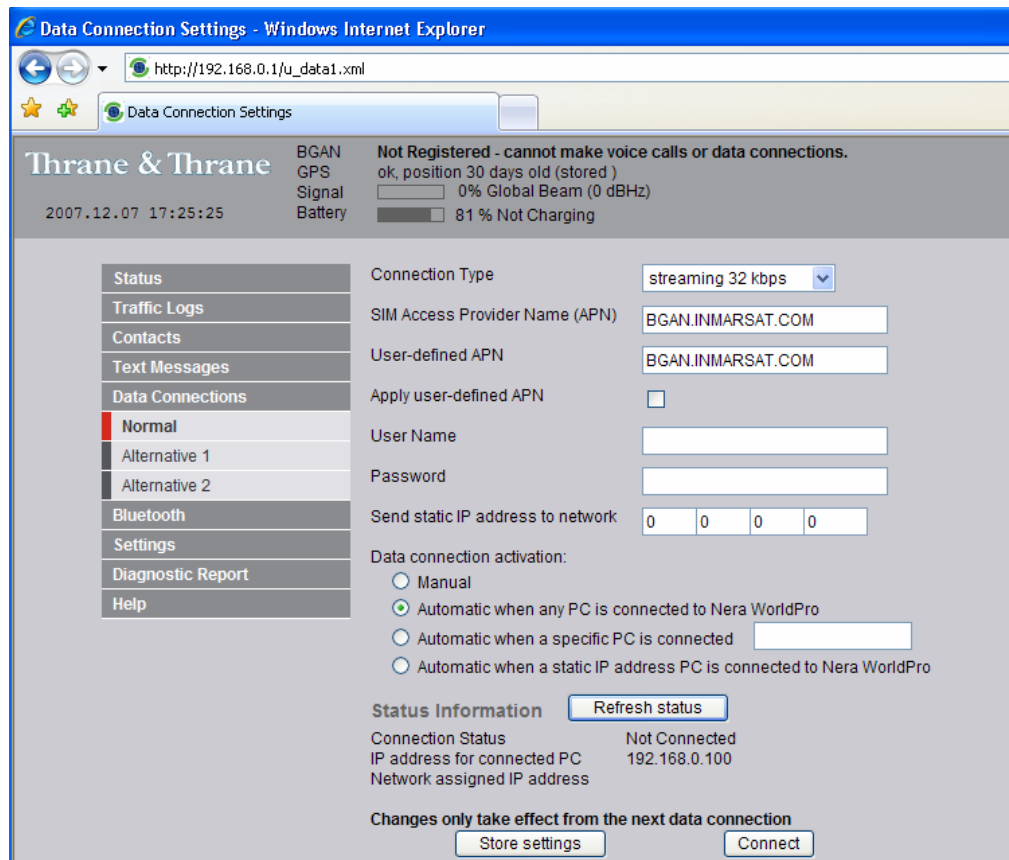 Data Connection Settings - Windows Internet Explorer
http://192.168.0.1/u_data1.xml
Data Connection Settings
Thrane & Thrane
2007.12.07 17:25:25
BGAN Not Registered - cannot make voice calls or data connections.
GPS ok, position 30 days old (stored )
Signal 0% Global Beam (0 dBHz)
Battery 81 % Not Charging
Status
Traffic Logs
Contacts
Text Messages
Data Connections
Normal
Alternative 1
Alternative 2
Bluetooth
Settings
Diagnostic Report
Help
Connection Type streaming 32 kbps
SIM Access Provider Name (APN) BGAN.INMARSAT.COM
User-defined APN BGAN.INMARSAT.COM
Apply user-defined APN
User Name
Password
Send static IP address to network 0 0 0 0
Data connection activation:
Manual
Automatic when any PC is connected to Nera WorldPro
Automatic when a specific PC is connected
Automatic when a static IP address PC is connected to Nera WorldPro
Status Information Refresh status
Connection Status Not Connected
IP address for connected PC 192.168.0.100
Network assigned IP address
Changes only take effect from the next data connection
Store settings Connect